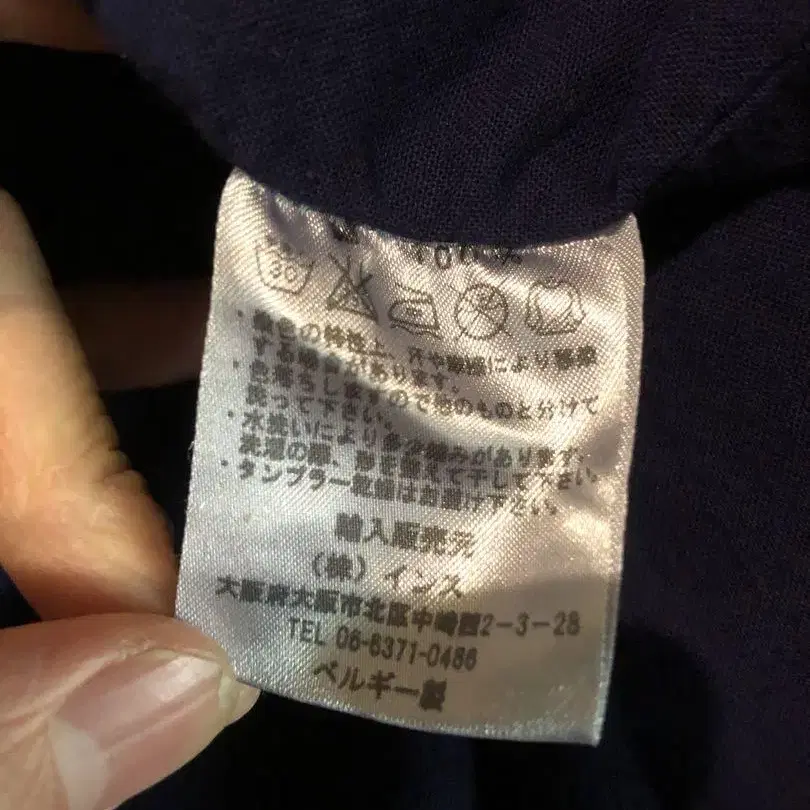 100%
30
・染色の特性上、汗や摩擦により移染
する場合があります。
・色落ちしますので他のものと分けて
洗って下さい。
・水洗いにより多少縮みがあります。
洗濯の際、形を整えて干して下さい。
・タンブラー乾燥はお避け下さい。
輸入販売元
(株)インス
大阪府大阪市北区中崎西2-3-28
TEL 06-6371-0486
ベルギー製